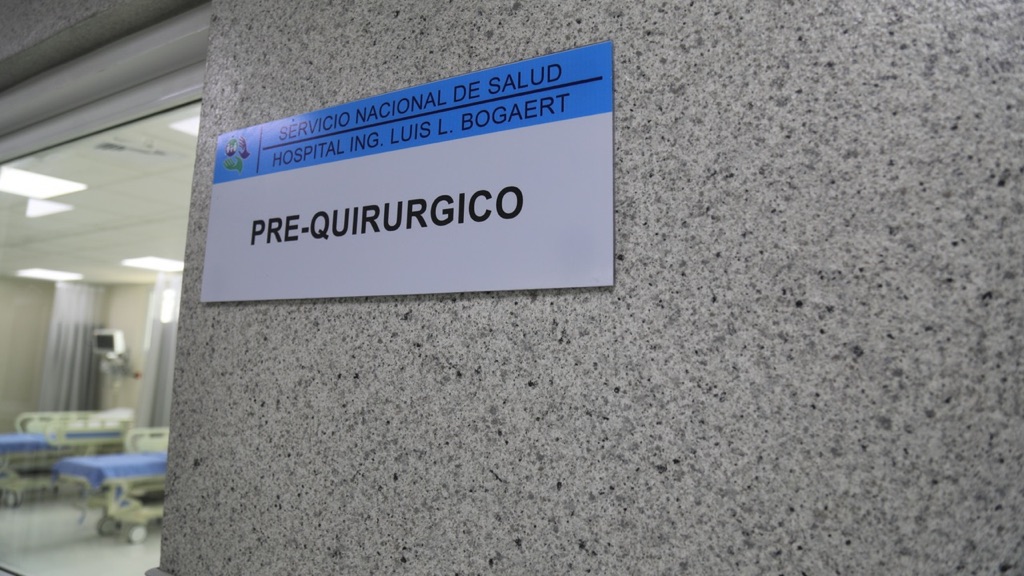 SERVICIO NACIONAL DE SALUD
HOSPITAL ING. LUIS L. BOGAERT
PRE-QUIRURGICO